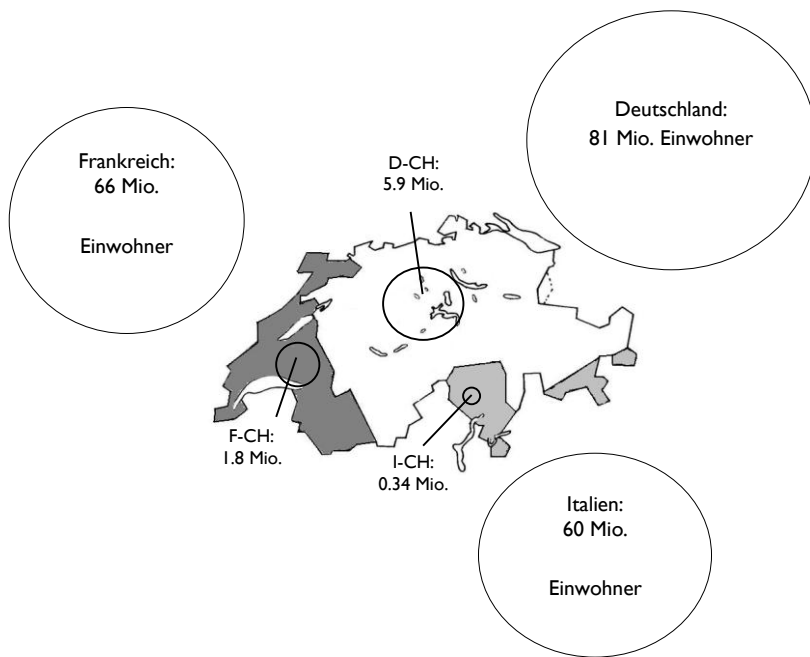 Deutschland:
81 Mio. Einwohner
Frankreich:
66 Mio.
Einwohner
D-CH:
5.9 Mio.
F-CH:
1.8 Mio.
I-CH:
0.34 Mio.
Italien:
60 Mio.
Einwohner